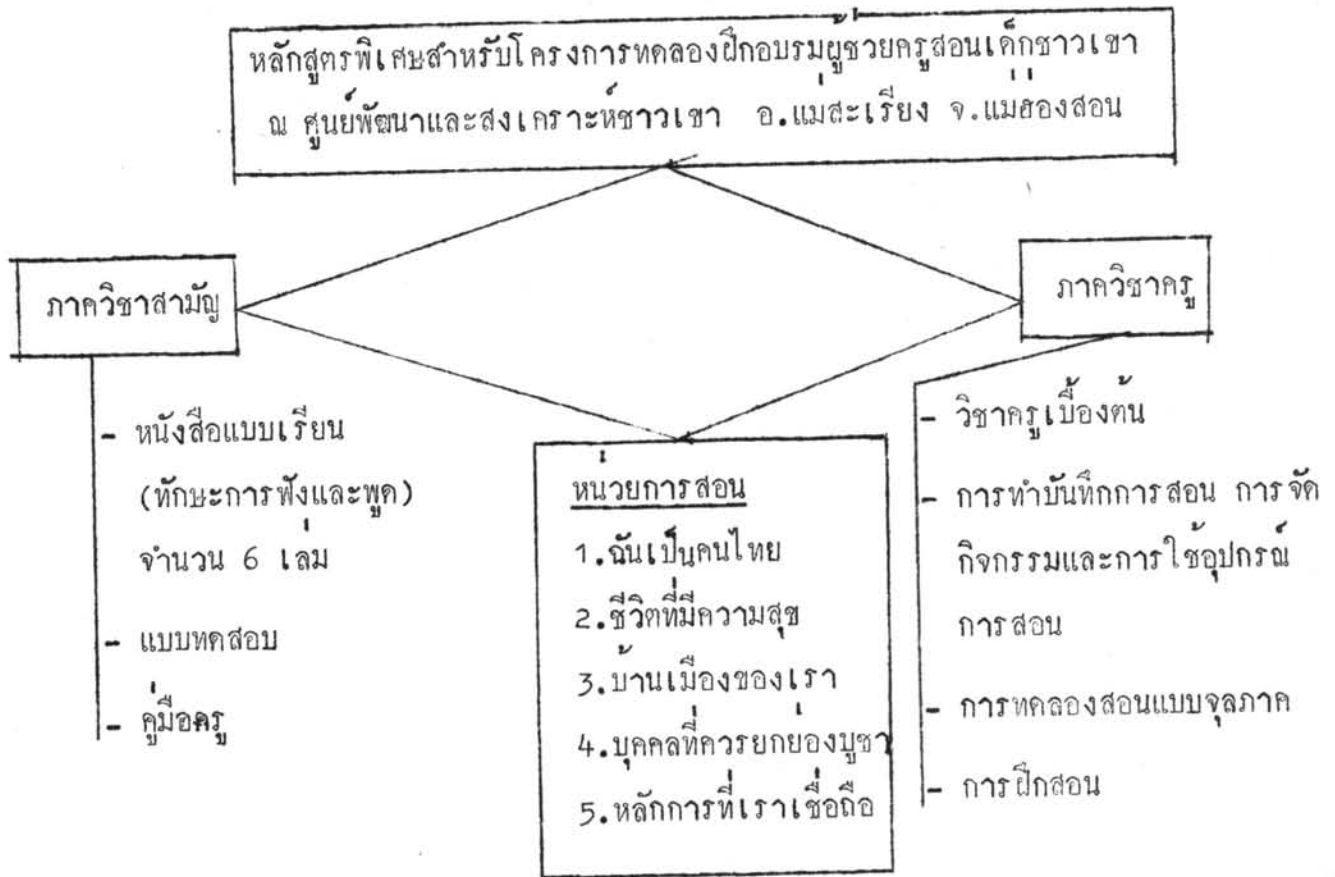 หลักสูตรพิเศษสำหรับโครงการทดลองฝึกอบรมผู้ช่วยครูสอนเด็กชาวเขา
ณ ศูนย์พัฒนาและสงเคราะห์ชาวเขา อ.แม่สะเรียง จ.แม่ฮ่องสอน
ภาควิชาสามัญ
- หนังสือแบบเรียน
(ทักษะการฟังและพูด)
จำนวน 6 เล่ม
- แบบทดสอบ
- คู่มือครู
หน่วยการสอน
1.ฉันเป็นคนไทย
2.ชีวิตที่มีความสุข
3.บ้านเมืองของเรา
4.บุคคลที่ควรยกย่องบูชา
5.หลักการที่เราเชื่อถือ
ภาควิชาครู
- วิชาครูเบื้องต้น
- การทำบันทึกการสอน การจัด
กิจกรรมและการใช้อุปกรณ์
การสอน
- การทดลองสอนแบบจุลภาค
- การฝึกสอน